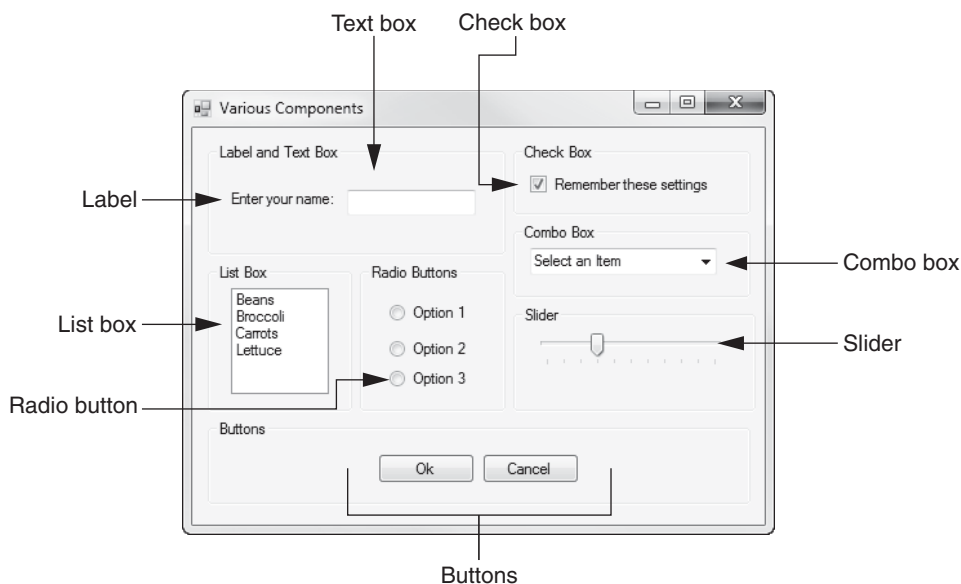 Text box
Check box
Various Components
Label and Text Box
Check Box
Label
Enter your name:
Remember these settings
Combo Box
Select an Item
Combo box
List Box
Radio Buttons
Beans
Broccoli
Carrots
Lettuce
List box
Option 1
Option 2
Option 3
Slider
Slider
Radio button
Buttons
Ok
Cancel
Buttons